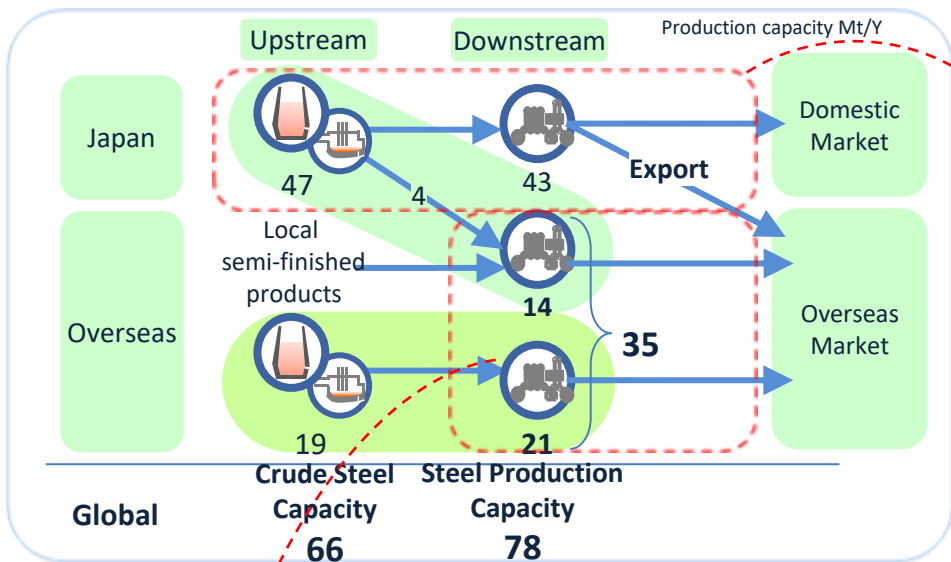 Production capacity Mt/Y
Upstream
Downstream
Japan
47
4
43
Export
Domestic
Market
Local
semi-finished
products
Overseas
14
35
Overseas
Market
19
21
Crude Steel
Capacity
66
Steel Production
Capacity
78
Global